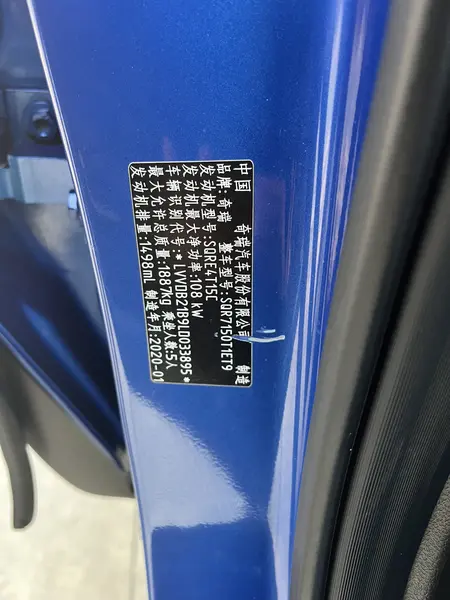 中国 奇瑞汽车股份有限公司 制造
品牌:奇瑞 整车型号:SQR7150T1ET9
发动机型号:SQRE4T15C
发动机最大净功率:108 kW
车辆识别代号:*LVVDB21B9LD033895*
最大允许总质量:1887kg 乘坐人数:5人
发动机排量:1498mL 制造年月:2020-01